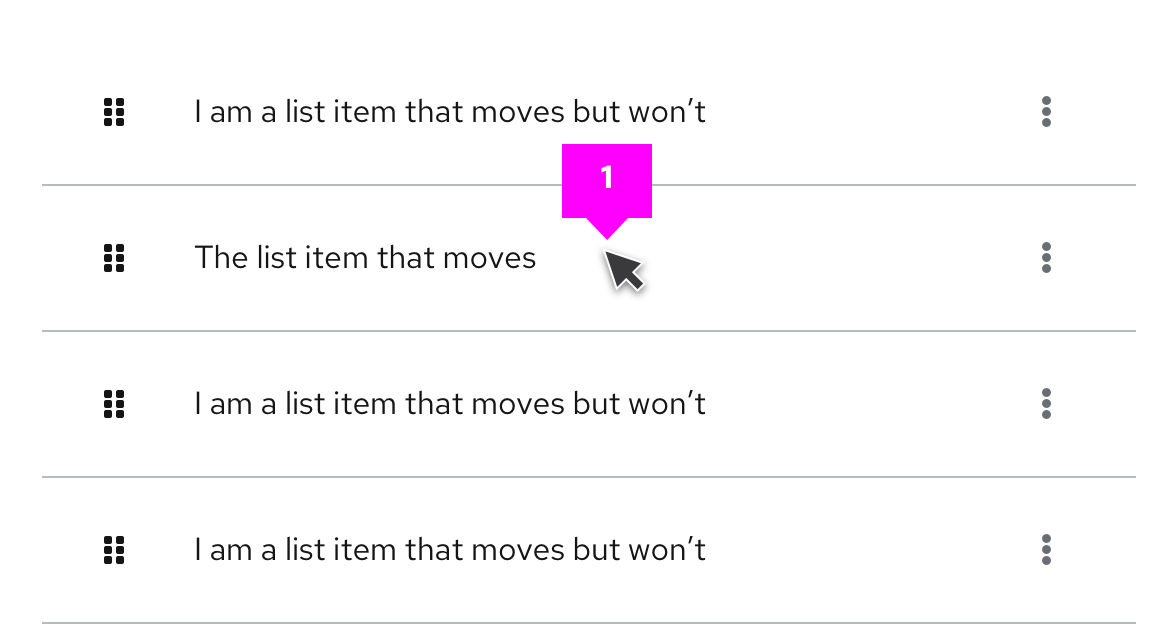 I am a list item that moves but won’t
1
The list item that moves
I am a list item that moves but won’t
I am a list item that moves but won’t